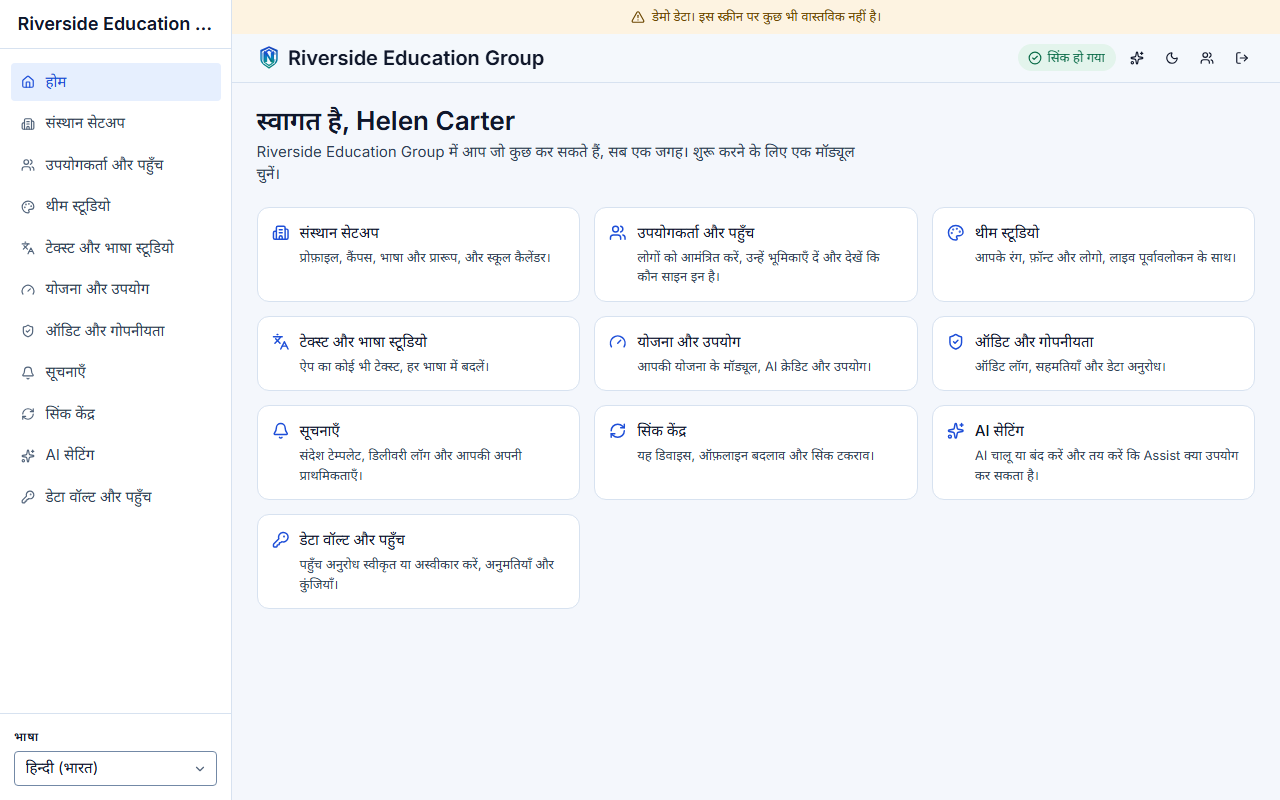 Riverside Education ...
होम
संस्थान सेटअप
उपयोगकर्ता और पहुँच
थीम स्टूडियो
टेक्स्ट और भाषा स्टूडियो
योजना और उपयोग
ऑडिट और गोपनीयता
सूचनाएँ
सिंक केंद्र
AI सेटिंग
डेटा वॉल्ट और पहुँच
भाषा
हिन्दी (भारत)
डेमो डेटा। इस स्क्रीन पर कुछ भी वास्तविक नहीं है।
Riverside Education Group
सिंक हो गया
स्वागत है, Helen Carter
Riverside Education Group में आप जो कुछ कर सकते हैं, सब एक जगह। शुरू करने के लिए एक मॉड्यूल
चुनें।
संस्थान सेटअप
प्रोफ़ाइल, कैंपस, भाषा और प्रारूप, और स्कूल कैलेंडर।
उपयोगकर्ता और पहुँच
लोगों को आमंत्रित करें, उन्हें भूमिकाएँ दें और देखें कि
कौन साइन इन है।
थीम स्टूडियो
आपके रंग, फ़ॉन्ट और लोगो, लाइव पूर्वावलोकन के साथ।
टेक्स्ट और भाषा स्टूडियो
ऐप का कोई भी टेक्स्ट, हर भाषा में बदलें।
योजना और उपयोग
आपकी योजना के मॉड्यूल, AI क्रेडिट और उपयोग।
ऑडिट और गोपनीयता
ऑडिट लॉग, सहमतियाँ और डेटा अनुरोध।
सूचनाएँ
संदेश टेम्पलेट, डिलीवरी लॉग और आपकी अपनी
प्राथमिकताएँ।
सिंक केंद्र
यह डिवाइस, ऑफ़लाइन बदलाव और सिंक टकराव।
AI सेटिंग
AI चालू या बंद करें और तय करें कि Assist क्या उपयोग
कर सकता है।
डेटा वॉल्ट और पहुँच
पहुँच अनुरोध स्वीकृत या अस्वीकार करें, अनुमतियाँ और
कुंजियाँ।